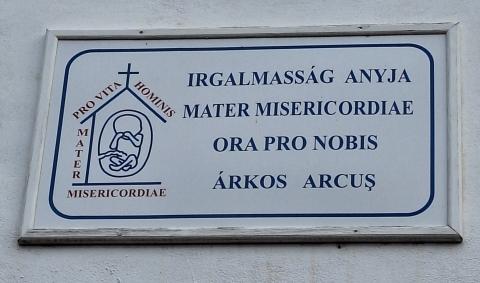 PRO VITA HOMINIS
MATER
MISERICORDIAE
IRGALMASSÁG ANYJA
MATER MISERICORDIAE
ORA PRO NOBIS
ÁRKOS ARCUŞ